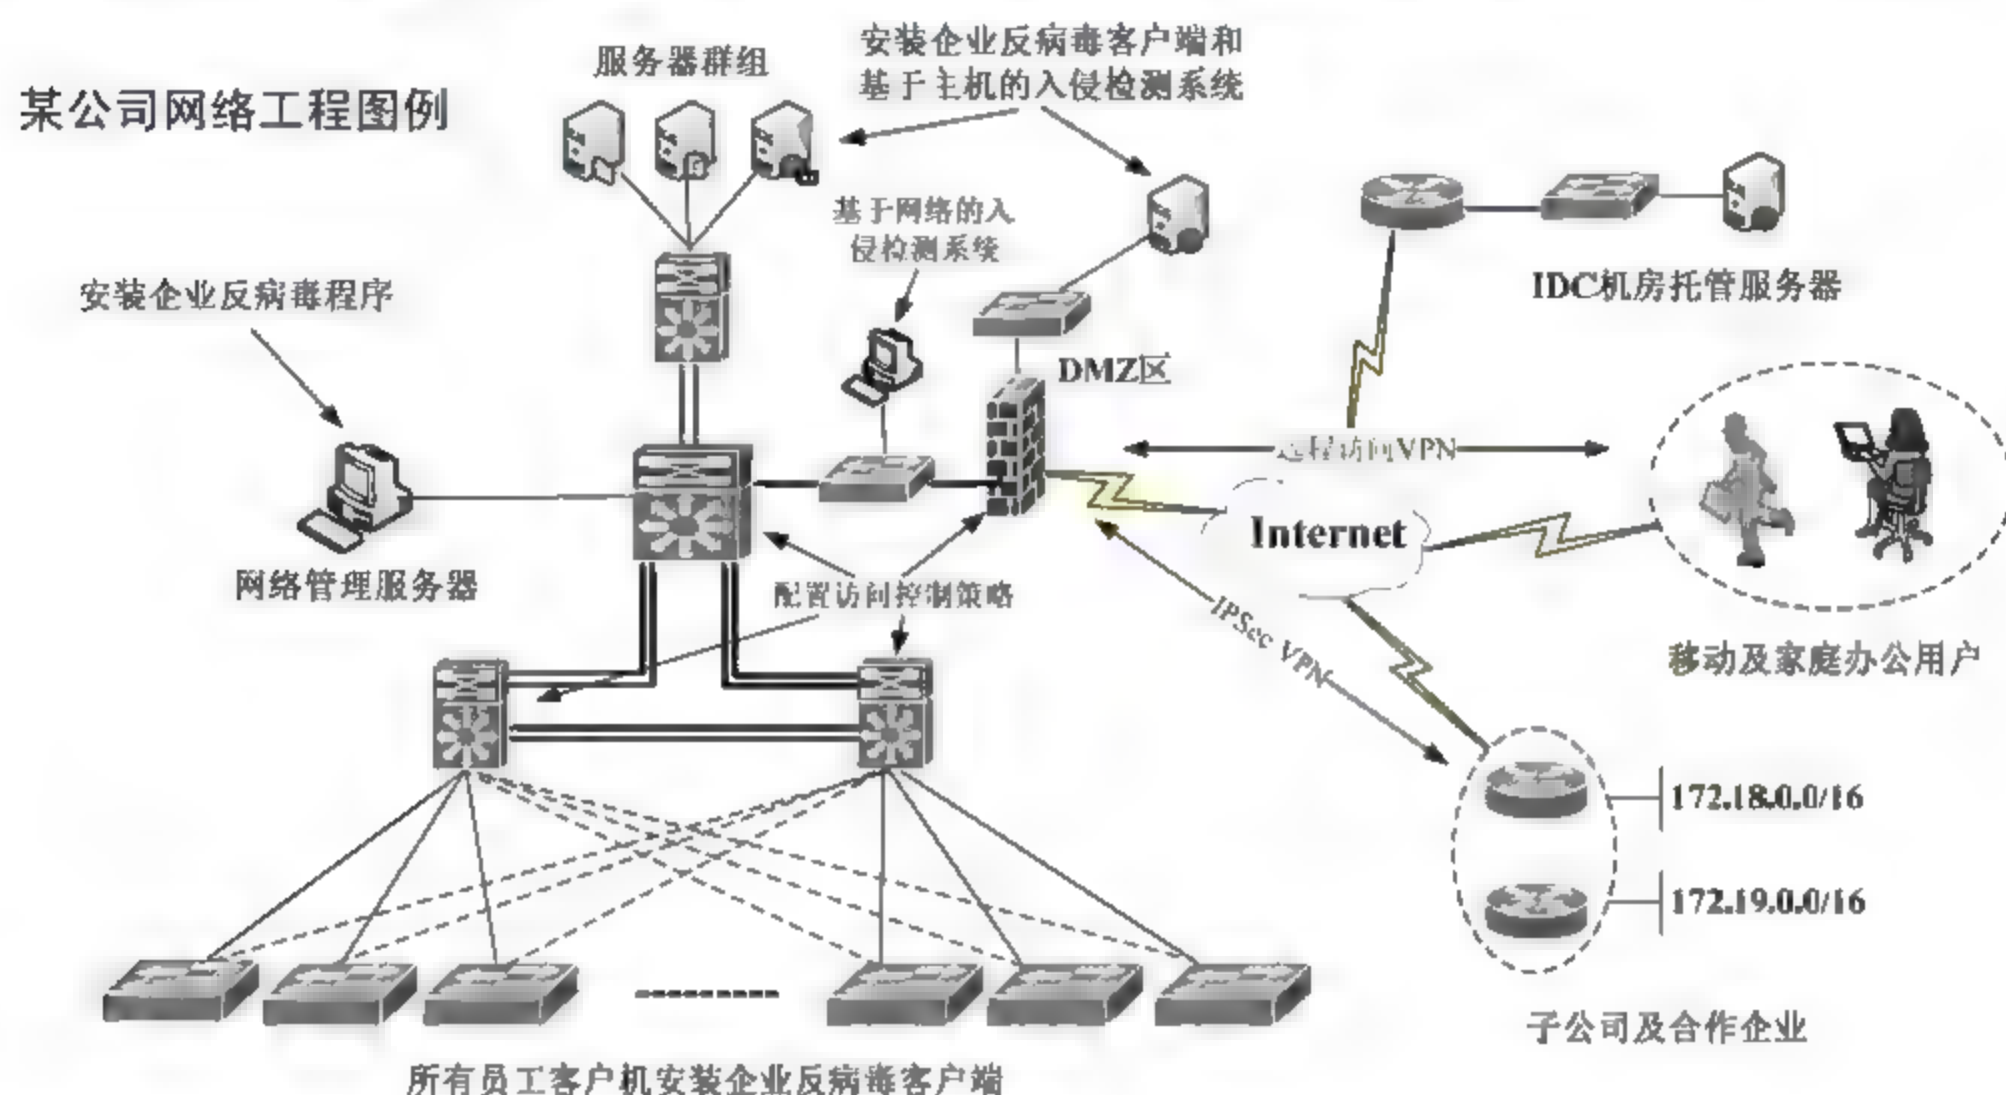 某公司网络工程图例
服务器群组
安装企业反病毒客户端和
基于主机的入侵检测系统
基于网络的入
侵检测系统
安装企业反病毒程序
IDC机房托管服务器
DMZ区
远程访问VPN
Internet
网络管理服务器
配置访问控制策略
IPSec VPN
移动及家庭办公用户
172.18.0.0/16
172.19.0.0/16
子公司及合作企业
所有员工客户机安装企业反病毒客户端